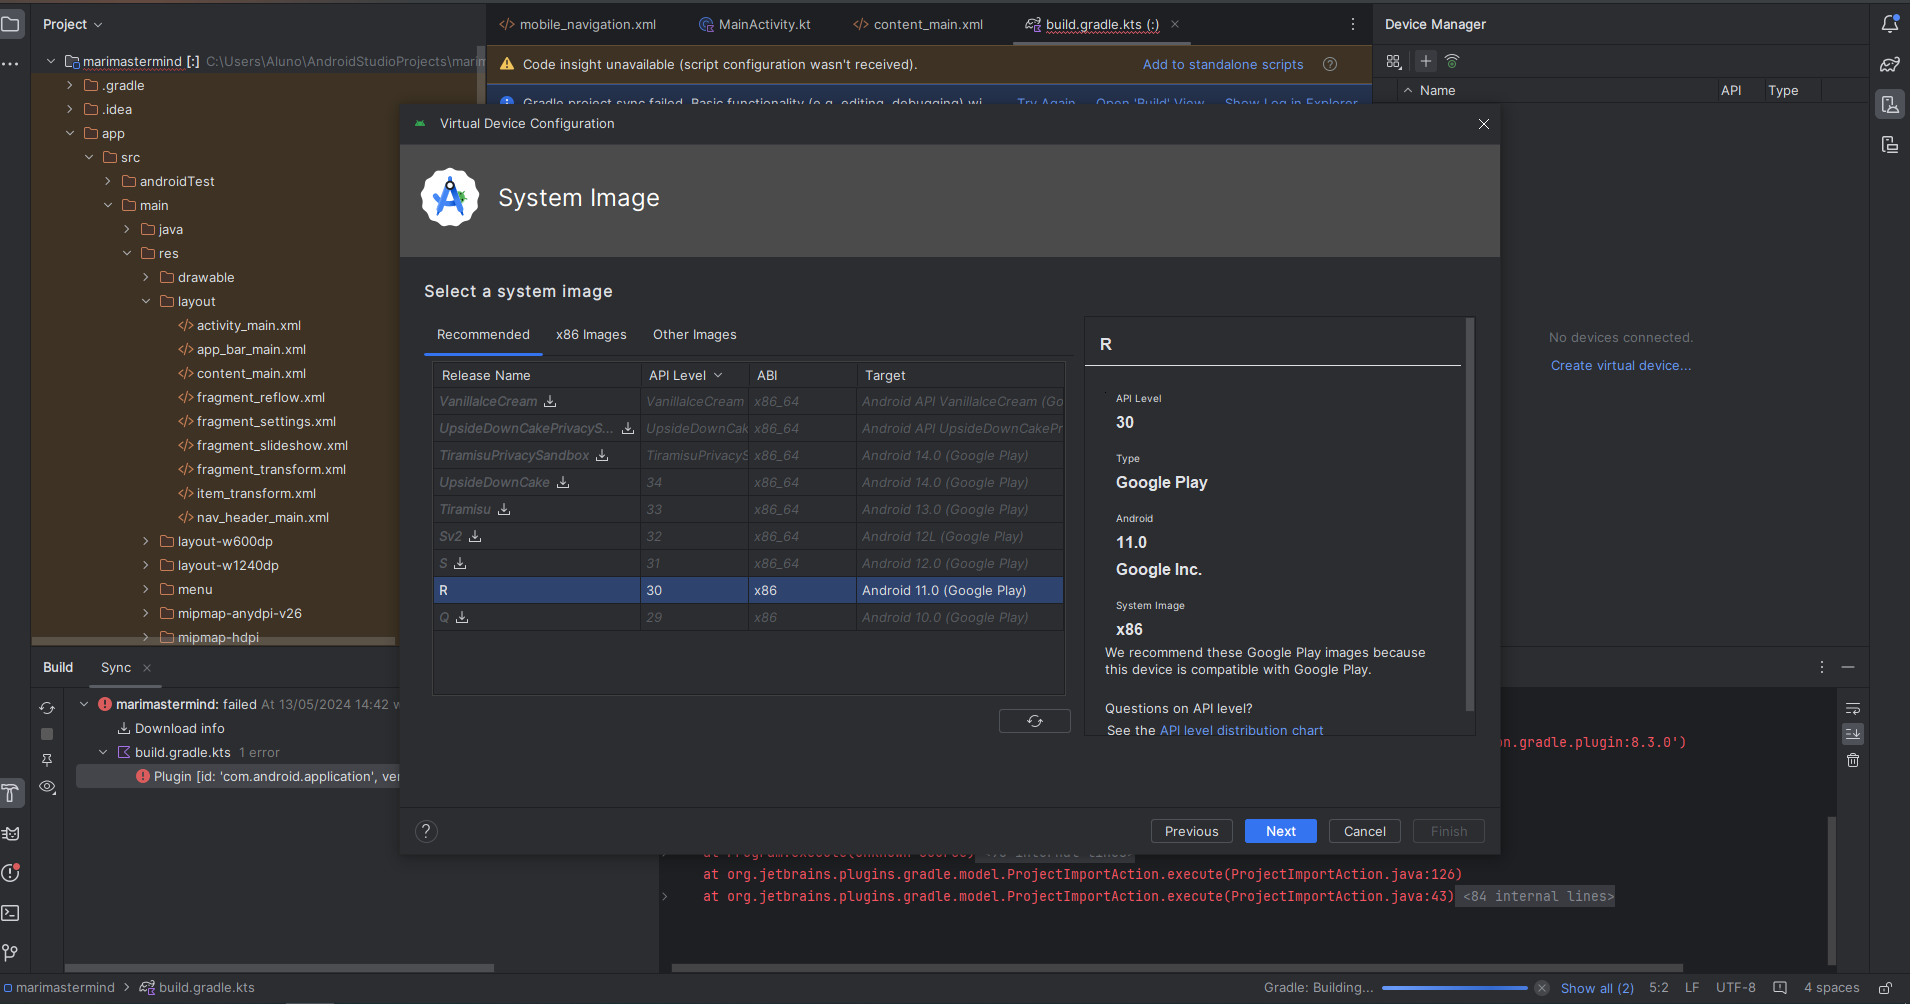 Project
mobile_navigation.xml
MainActivity.kt
content_main.xml
build.gradle.kts (:)
Device Manager
marimastermind [:] C:\Users\Aluno\AndroidStudioProjects\marim
Code insight unavailable (script configuration wasn't received).
Add to standalone scripts
Gradle project sync failed. Basic functionality (e.g. editing, debugging) wi
Try Again
Open 'Build' View
Show Log in Explorer
Name
API
Type
.gradle
.idea
app
src
androidTest
main
java
res
drawable
layout
activity_main.xml
app_bar_main.xml
content_main.xml
fragment_reflow.xml
fragment_settings.xml
fragment_slideshow.xml
fragment_transform.xml
item_transform.xml
nav_header_main.xml
layout-w600dp
layout-w1240dp
menu
mipmap-anydpi-v26
mipmap-hdpi
Virtual Device Configuration
System Image
Select a system image
Recommended
x86 Images
Other Images
Release Name API Level ABI Target
VanillaIceCream VanillaIceCream x86_64 Android API VanillaIceCream (Go
UpsideDownCakePrivacyS... UpsideDownCak x86_64 Android API UpsideDownCakePr
TiramisuPrivacySandbox TiramisuPrivacyS x86_64 Android 14.0 (Google Play)
UpsideDownCake 34 x86_64 Android 14.0 (Google Play)
Tiramisu 33 x86_64 Android 13.0 (Google Play)
Sv2 32 x86_64 Android 12L (Google Play)
S 31 x86_64 Android 12.0 (Google Play)
R 30 x86 Android 11.0 (Google Play)
Q 29 x86 Android 10.0 (Google Play)
R
API Level
30
Type
Google Play
Android
11.0
Google Inc.
System Image
x86
We recommend these Google Play images because
this device is compatible with Google Play.
Questions on API level?
See the API level distribution chart
?
Previous
Next
Cancel
Finish
No devices connected.
Create virtual device...
Build
Sync
marimastermind: failed At 13/05/2024 14:42 w
Download info
build.gradle.kts 1 error
Plugin [id: 'com.android.application', ver
on.gradle.plugin:8.3.0')
at org.jetbrains.plugins.gradle.model.ProjectImportAction.execute(ProjectImportAction.java:126)
at org.jetbrains.plugins.gradle.model.ProjectImportAction.execute(ProjectImportAction.java:43) <84 internal lines>
marimastermind > build.gradle.kts
Gradle: Building...
Show all (2)
5:2
LF
UTF-8
4 spaces